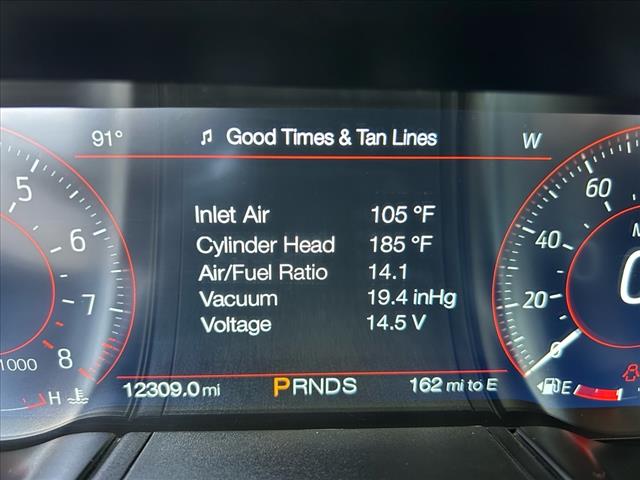 91° ♫ Good Times & Tan Lines W
Inlet Air 105 °F
Cylinder Head 185 °F
Air/Fuel Ratio 14.1
Vacuum 19.4 inHg
Voltage 14.5 V
5
6
7
8
1000
H
60
40
20
0
E
12309.0 mi PRNDS 162 mi to E